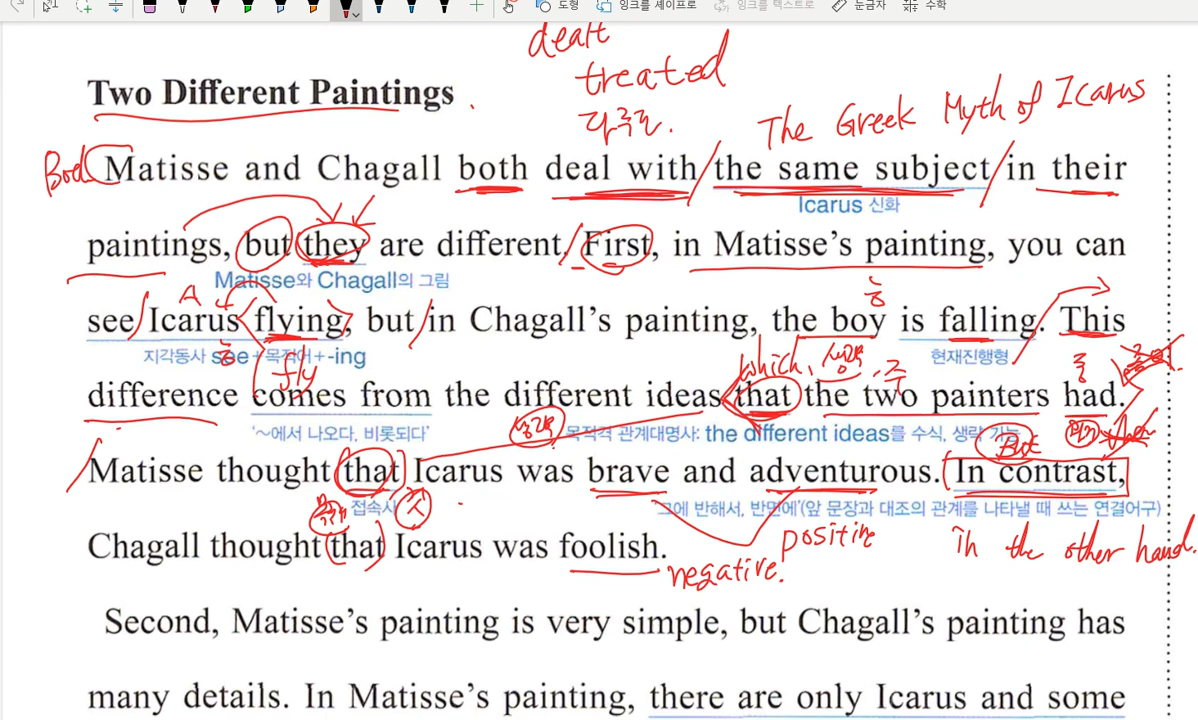 도형 잉크를 셰이프로 잉크를 텍스트로 눈금자 수학
dealt
treated
다루다.
The Greek Myth of Icarus
Two Different Paintings
Matisse and Chagall both deal with the same subject in their
Icarus 신화
paintings, but they are different. First, in Matisse's painting, you can
Matisse와 Chagall의 그림
A
see Icarus flying, but in Chagall's painting, the boy is falling. This
지각동사 see+목적어+-ing
현재진행형
fly
which, 생략
difference comes from the different ideas that the two painters had.
'~에서 나오다, 비롯되다'
생략
목적격 관계대명사: the different ideas를 수식, 생략 가능
But
Matisse thought that Icarus was brave and adventurous. In contrast,
접속사
것
그에 반해서, 반면에'(앞 문장과 대조의 관계를 나타낼 때 쓰는 연결어구)
positive
in the other hand.
Chagall thought that Icarus was foolish.
negative.
Second, Matisse's painting is very simple, but Chagall's painting has
many details. In Matisse's painting, there are only Icarus and some